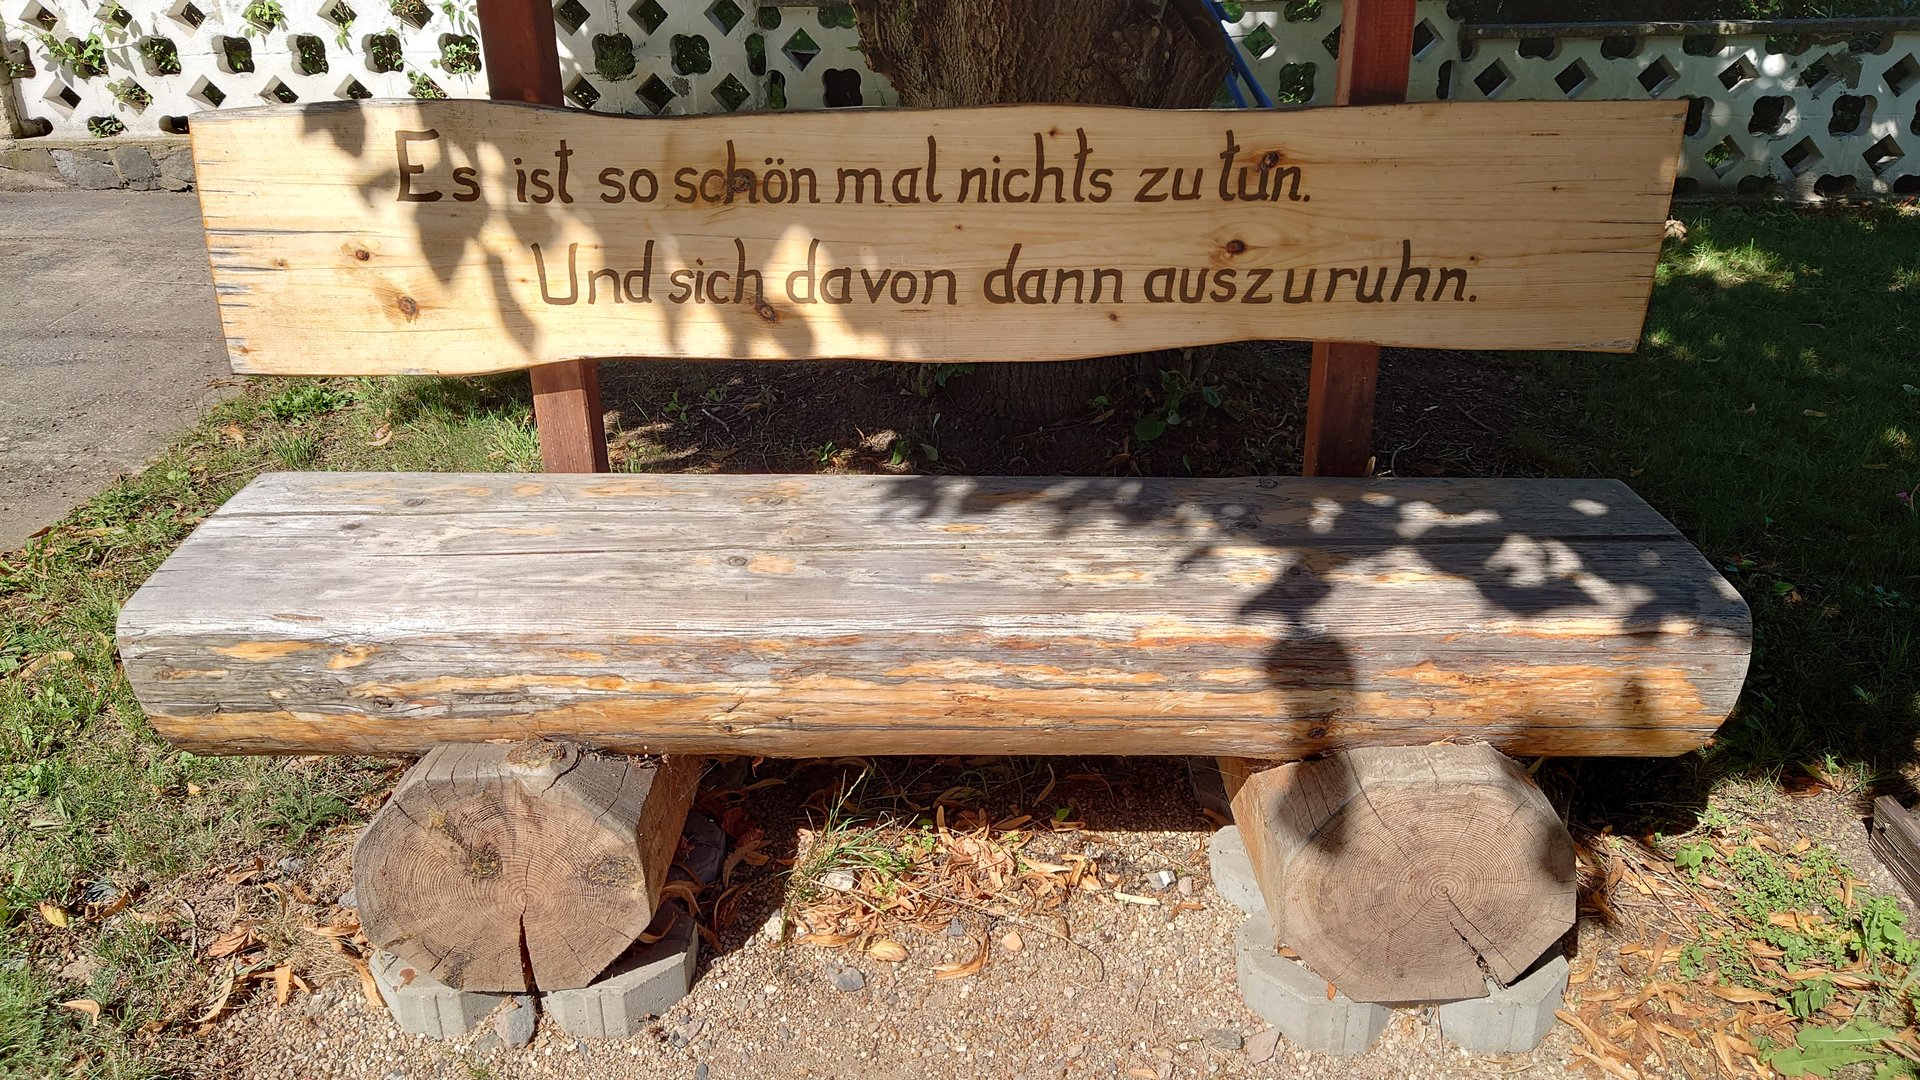 Es ist so schön mal nichts zu tun.
Und sich davon dann auszuruhn.